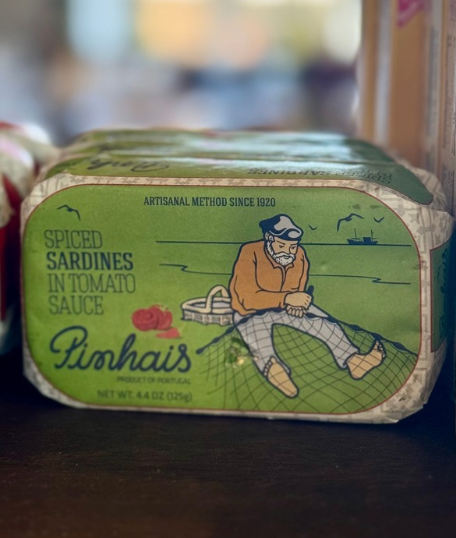 ARTISANAL METHOD SINCE 1920
SPICED
SARDINES
IN TOMATO
SAUCE
Pinhais
PRODUCT OF PORTUGAL
NET WT. 4.4 OZ (125g)